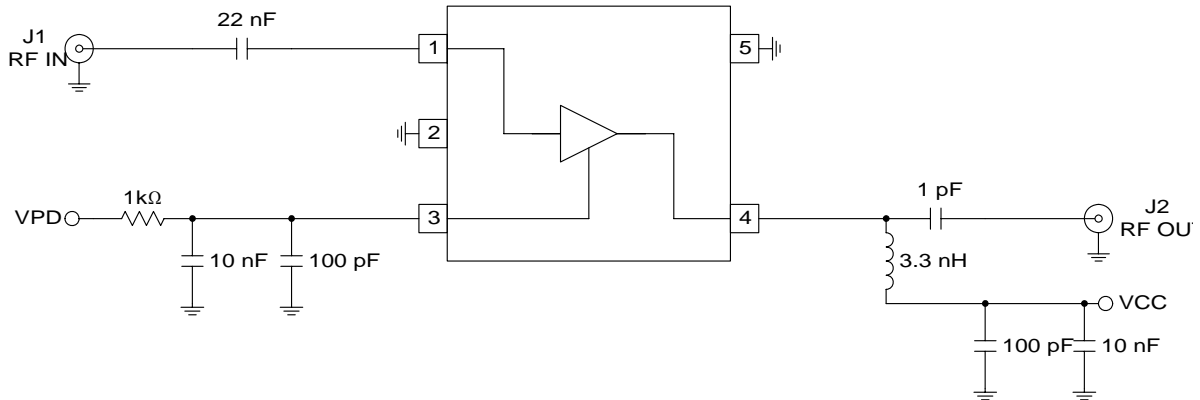 22 nF
J1
RF IN
1
5
2
1kΩ
VPD
3
10 nF
100 pF
4
1 pF
J2
RF OUT
3.3 nH
VCC
100 pF
10 nF